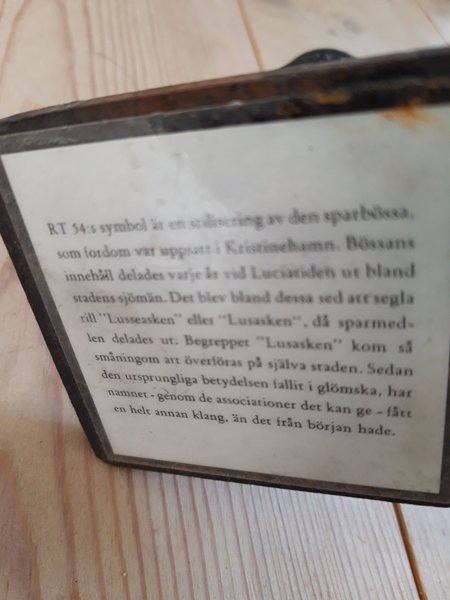 RT 54:s symbol är en stilisering av den sparbössa,
som fordom var uppsatt i Kristinehamn. Bössans
innehåll delades varje år vid Luciatiden ut bland
stadens sjömän. Det blev bland dessa sed att segla
till "Lusseasken" eller "Lusasken", då sparmed-
len delades ut. Begreppet "Lusasken" kom så
småningom att överföras på själva staden. Sedan
den ursprungliga betydelsen fallit i glömska, har
namnet - genom de associationer det kan ge - fått
en helt annan klang, än det från början hade.